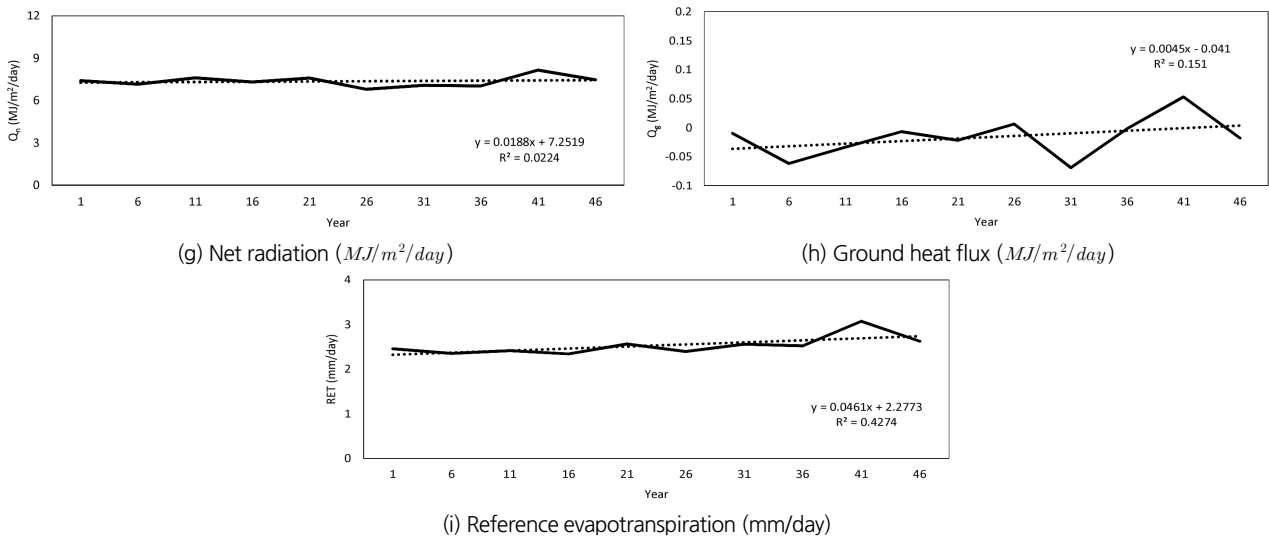 12
9
6
3
0
Qn (MJ/m²/day)
y = 0.0188x + 7.2519
R² = 0.0224
1 6 11 16 21 26 31 36 41 46
Year
(g) Net radiation (MJ/m²/day)
0.2
0.15
0.1
0.05
0
-0.05
-0.1
Qg (MJ/m²/day)
y = 0.0045x - 0.041
R² = 0.151
1 6 11 16 21 26 31 36 41 46
Year
(h) Ground heat flux (MJ/m²/day)
4
3
2
1
0
RET (mm/day)
y = 0.0461x + 2.2773
R² = 0.4274
1 6 11 16 21 26 31 36 41 46
Year
(i) Reference evapotranspiration (mm/day)